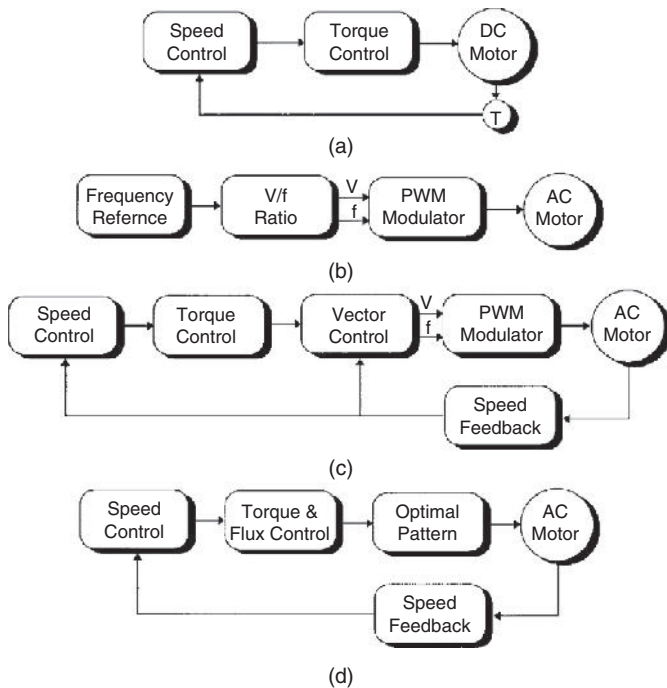 Speed
Control
Torque
Control
DC
Motor
T
(a)
Frequency
Refernce
V/f
Ratio
V
f
PWM
Modulator
AC
Motor
(b)
Speed
Control
Torque
Control
Vector
Control
V
f
PWM
Modulator
AC
Motor
Speed
Feedback
(c)
Speed
Control
Torque &
Flux Control
Optimal
Pattern
AC
Motor
Speed
Feedback
(d)